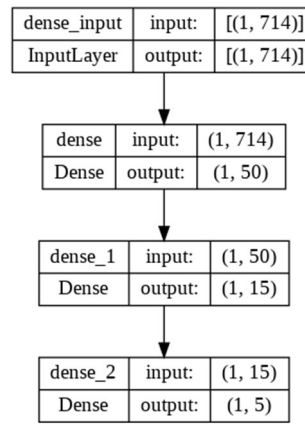 dense_input input: [(1, 714)]
InputLayer output: [(1, 714)]
dense input: (1, 714)
Dense output: (1, 50)
dense_1 input: (1, 50)
Dense output: (1, 15)
dense_2 input: (1, 15)
Dense output: (1, 5)